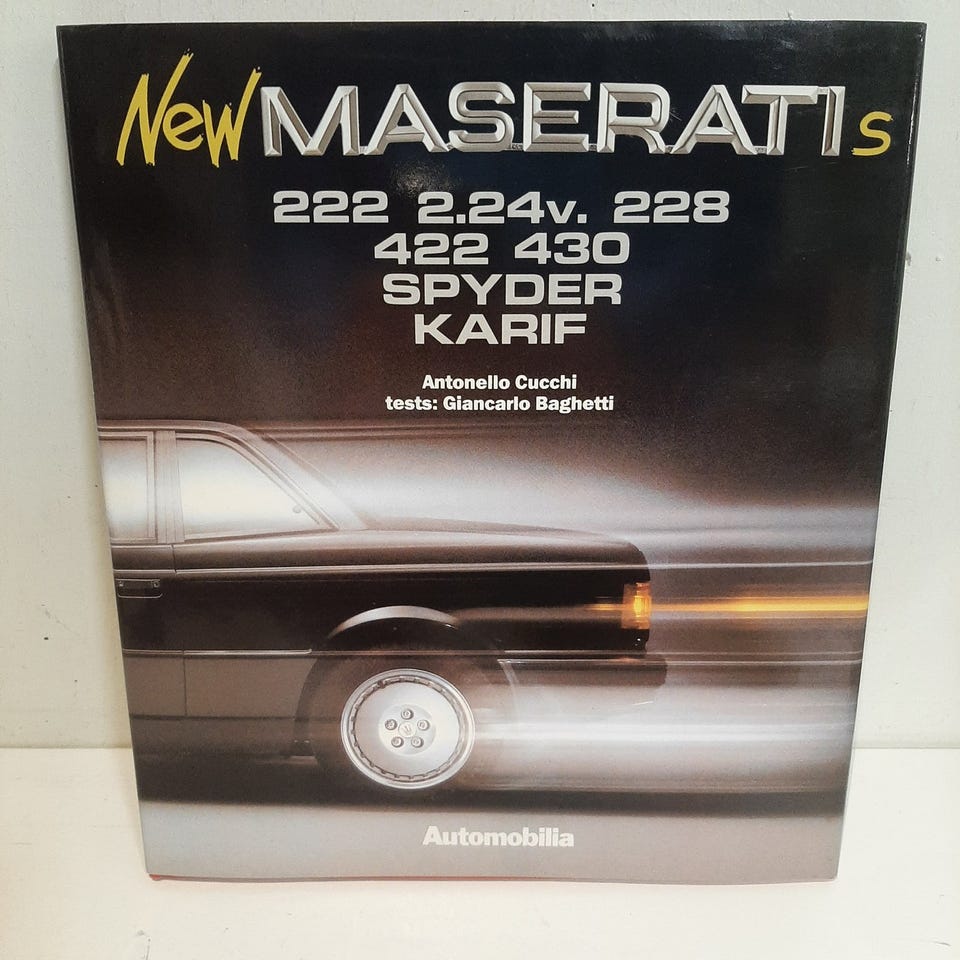 New MASERATI s
222 2.24v. 228
422 430
SPYDER
KARIF
Antonello Cucchi
tests: Giancarlo Baghetti
Automobilia